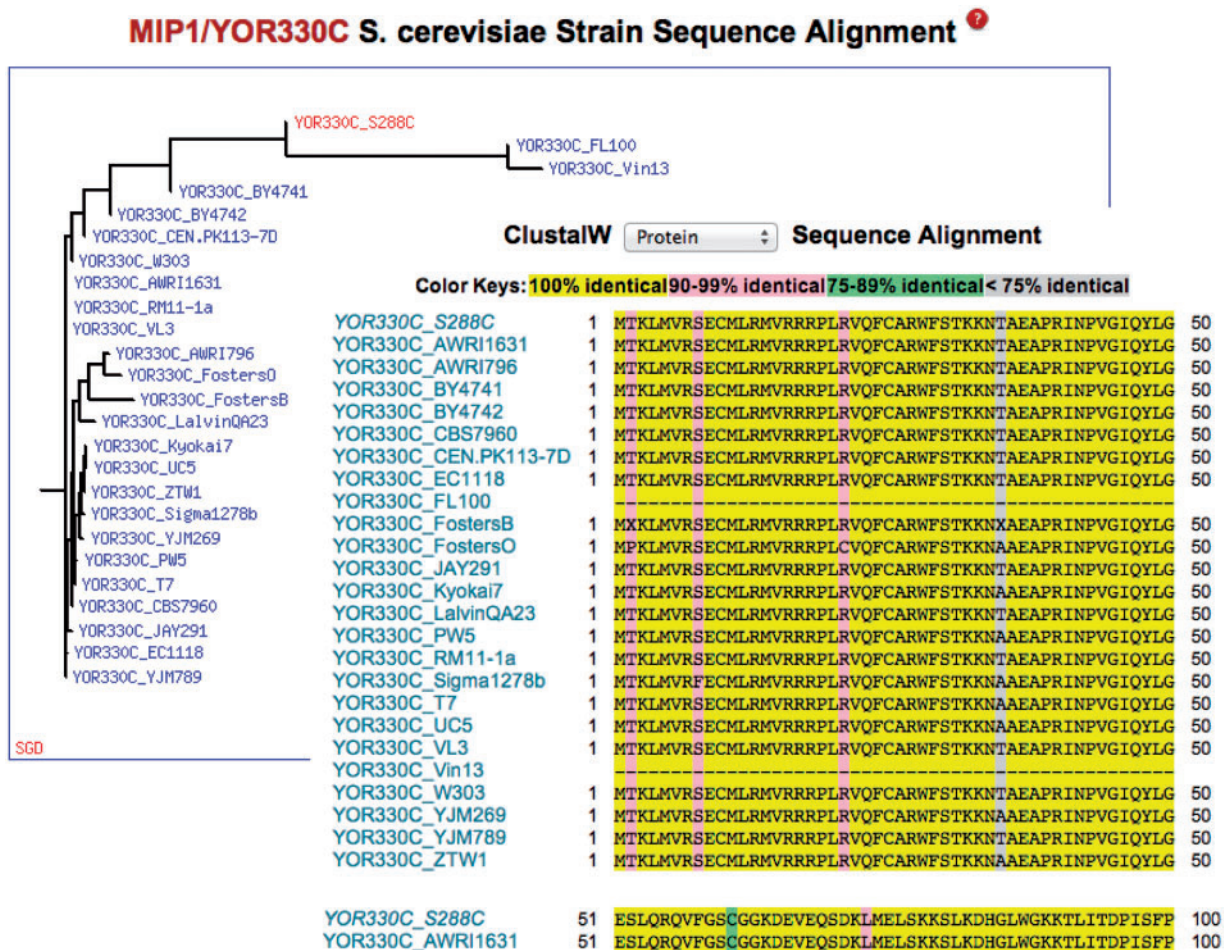 MIP1/YOR330C S. cerevisiae Strain Sequence Alignment ?
YOR330C_S288C
YOR330C_FL100
YOR330C_Vin13
YOR330C_BY4741
YOR330C_BY4742
YOR330C_CEN.PK113-7D
YOR330C_W303
YOR330C_AWRI1631
YOR330C_RM11-1a
YOR330C_VL3
YOR330C_AWRI796
YOR330C_FostersO
YOR330C_FostersB
YOR330C_LalvinQA23
YOR330C_Kyokai7
YOR330C_UC5
YOR330C_ZTW1
YOR330C_Sigma1278b
YOR330C_YJM269
YOR330C_PW5
YOR330C_T7
YOR330C_CBS7960
YOR330C_JAY291
YOR330C_EC1118
YOR330C_YJM789
SGD
ClustalW Protein Sequence Alignment
Color Keys: 100% identical 90-99% identical 75-89% identical < 75% identical
YOR330C_S288C 1 MTKLMVRSECMLRMVRRRPLRVQFCARWFSTKKNTAEAPRINPVGIQYLG 50
YOR330C_AWRI1631 1 MTKLMVRSECMLRMVRRRPLRVQFCARWFSTKKNTAEAPRINPVGIQYLG 50
YOR330C_AWRI796 1 MTKLMVRSECMLRMVRRRPLRVQFCARWFSTKKNTAEAPRINPVGIQYLG 50
YOR330C_BY4741 1 MTKLMVRSECMLRMVRRRPLRVQFCARWFSTKKNTAEAPRINPVGIQYLG 50
YOR330C_BY4742 1 MTKLMVRSECMLRMVRRRPLRVQFCARWFSTKKNTAEAPRINPVGIQYLG 50
YOR330C_CBS7960 1 MTKLMVRSECMLRMVRRRPLRVQFCARWFSTKKNTAEAPRINPVGIQYLG 50
YOR330C_CEN.PK113-7D 1 MTKLMVRSECMLRMVRRRPLRVQFCARWFSTKKNTAEAPRINPVGIQYLG 50
YOR330C_EC1118 1 MTKLMVRSECMLRMVRRRPLRVQFCARWFSTKKNTAEAPRINPVGIQYLG 50
YOR330C_FL100 --------------------------------------------------
YOR330C_FostersB 1 MXKLMVRSECMLRMVRRRPLRVQFCARWFSTKKNXAEAPRINPVGIQYLG 50
YOR330C_FostersO 1 MPKLMVRSECMLRMVRRRPLCVQFCARWFSTKKNAAEAPRINPVGIQYLG 50
YOR330C_JAY291 1 MTKLMVRSECMLRMVRRRPLRVQFCARWFSTKKNTAEAPRINPVGIQYLG 50
YOR330C_Kyokai7 1 MTKLMVRSECMLRMVRRRPLRVQFCARWFSTKKNAAEAPRINPVGIQYLG 50
YOR330C_LalvinQA23 1 MTKLMVRSECMLRMVRRRPLRVQFCARWFSTKKNTAEAPRINPVGIQYLG 50
YOR330C_PW5 1 MTKLMVRSECMLRMVRRRPLRVQFCARWFSTKKNAAEAPRINPVGIQYLG 50
YOR330C_RM11-1a 1 MTKLMVRSECMLRMVRRRPLRVQFCARWFSTKKNTAEAPRINPVGIQYLG 50
YOR330C_Sigma1278b 1 MTKLMVRFECMLRMVRRRPLRVQFCARWFSTKKNAAEAPRINPVGIQYLG 50
YOR330C_T7 1 MTKLMVRSECMLRMVRRRPLRVQFCARWFSTKKNAAEAPRINPVGIQYLG 50
YOR330C_UC5 1 MTKLMVRSECMLRMVRRRPLRVQFCARWFSTKKNAAEAPRINPVGIQYLG 50
YOR330C_VL3 1 MTKLMVRSECMLRMVRRRPLRVQFCARWFSTKKNTAEAPRINPVGIQYLG 50
YOR330C_Vin13 --------------------------------------------------
YOR330C_W303 1 MTKLMVRSECMLRMVRRRPLRVQFCARWFSTKKNTAEAPRINPVGIQYLG 50
YOR330C_YJM269 1 MTKLMVRSECMLRMVRRRPLRVQFCARWFSTKKNAAEAPRINPVGIQYLG 50
YOR330C_YJM789 1 MTKLMVRSECMLRMVRRRPLRVQFCARWFSTKKNTAEAPRINPVGIQYLG 50
YOR330C_ZTW1 1 MTKLMVRSECMLRMVRRRPLRVQFCARWFSTKKNAAEAPRINPVGIQYLG 50
YOR330C_S288C 51 ESLQRQVFGSCGGKDEVEQSDKLMELSKKSLKDHGLWGKKTLITDPISFP 100
YOR330C_AWRI1631 51 ESLQRQVFGSCGGKDEVEQSDKLMELSKKSLKDHGLWGKKTLITDPISFP 100